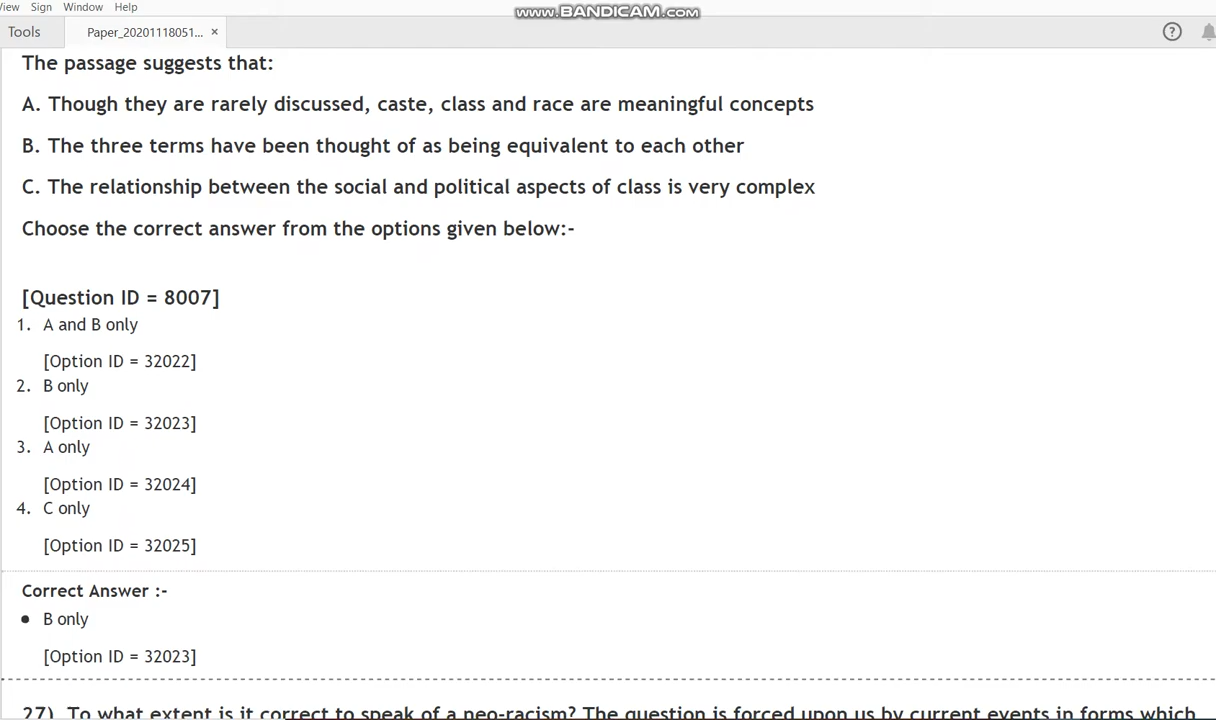 View Sign Window Help
www.BANDICAM.com
Tools Paper_20201118051... ×
The passage suggests that:
A. Though they are rarely discussed, caste, class and race are meaningful concepts
B. The three terms have been thought of as being equivalent to each other
C. The relationship between the social and political aspects of class is very complex
Choose the correct answer from the options given below:-
[Question ID = 8007]
1. A and B only
[Option ID = 32022]
2. B only
[Option ID = 32023]
3. A only
[Option ID = 32024]
4. C only
[Option ID = 32025]
Correct Answer :-
• B only
[Option ID = 32023]
27) To what extent is it correct to speak of a neo-racism? The question is forced upon us by current events in forms which